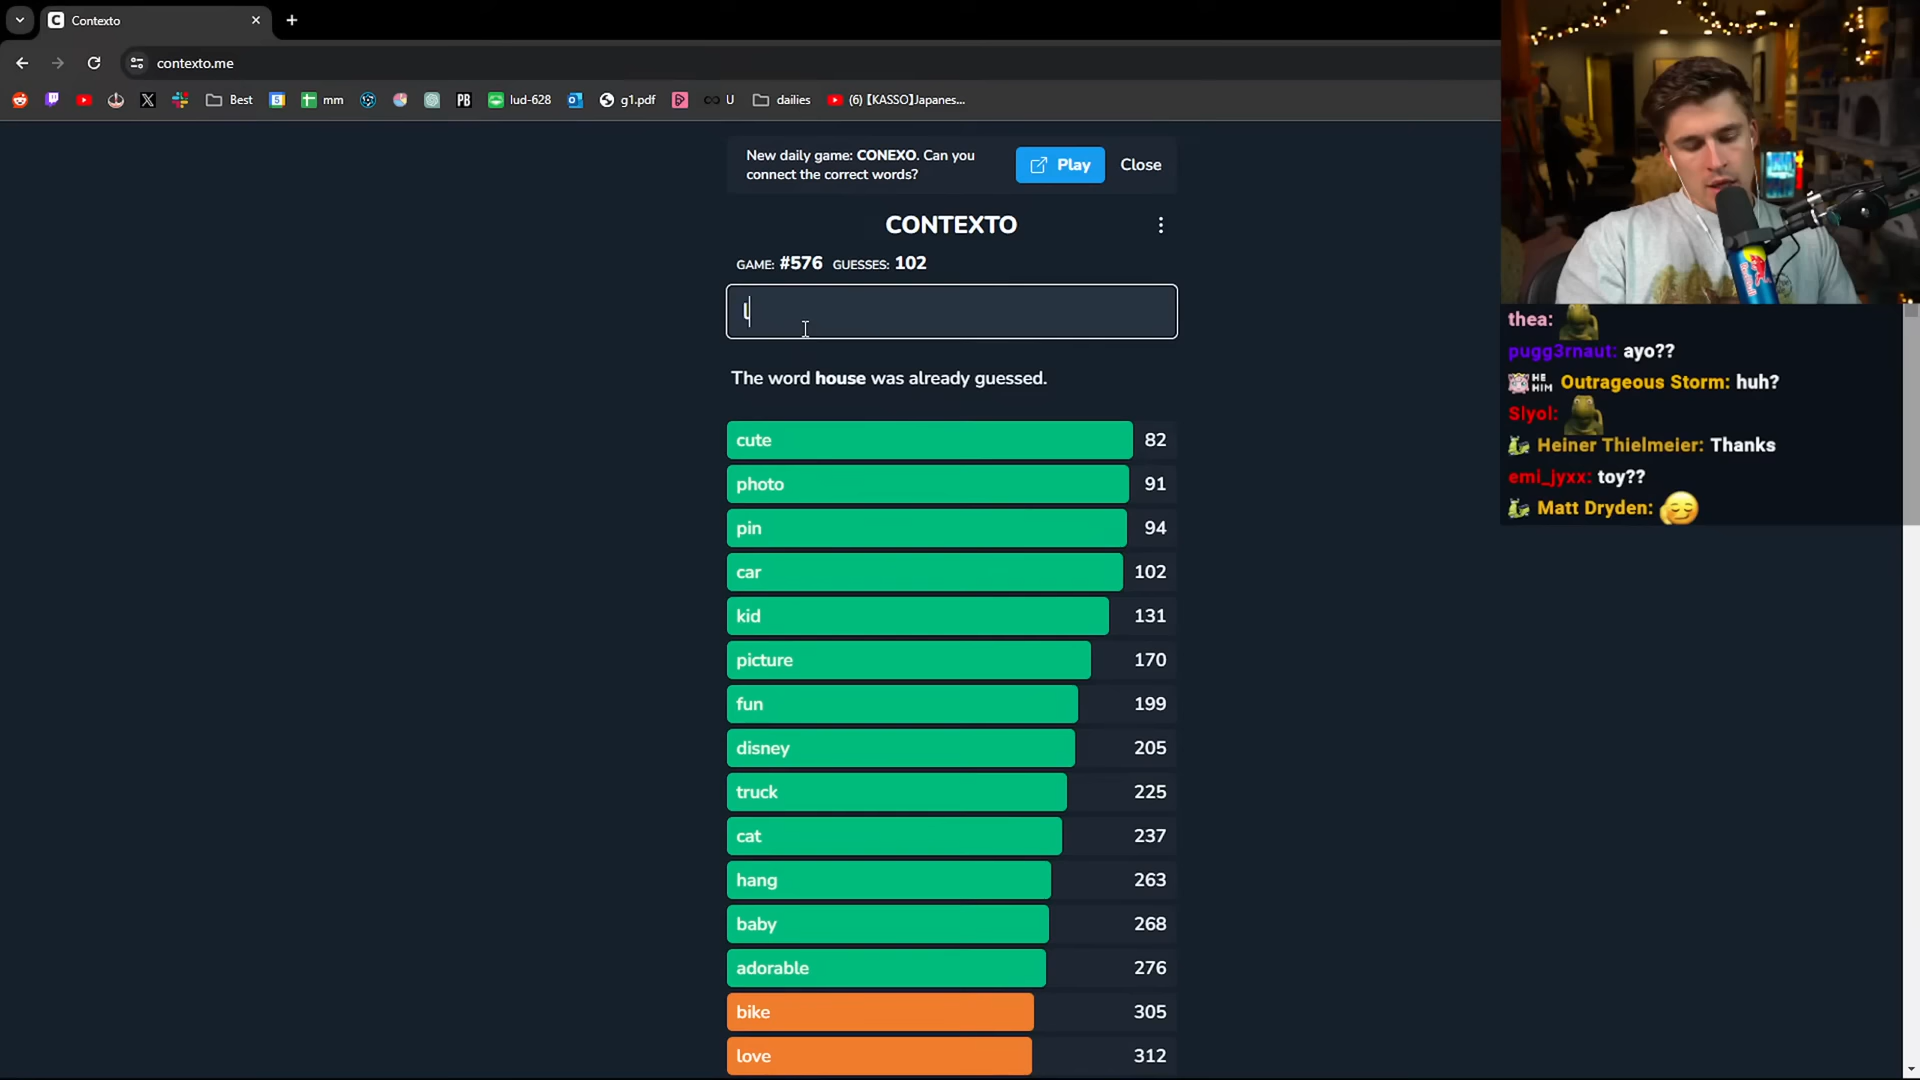 Contexto
contexto.me
Best
mm
PB
lud-628
g1.pdf
U
dailies
(6) 【KASSO】Japanes...
New daily game: CONEXO. Can you
connect the correct words?
Play
Close
CONTEXTO
GAME: #576 GUESSES: 102
l
The word house was already guessed.
cute 82
photo 91
pin 94
car 102
kid 131
picture 170
fun 199
disney 205
truck 225
cat 237
hang 263
baby 268
adorable 276
bike 305
love 312
thea:
pugg3rnaut: ayo??
HE HIM Outrageous Storm: huh?
Slyol:
Heiner Thielmeier: Thanks
emi_jyxx: toy??
Matt Dryden: